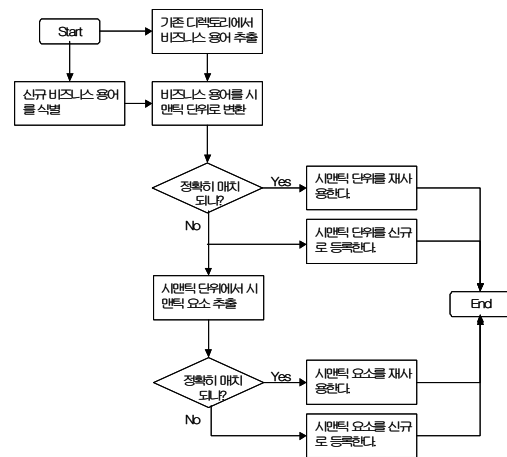 Start
기존 디렉토리에서
비즈니스 용어 추출
신규 비즈니스 용어
를 식별
비즈니스 용어를 시
맨틱 단위로 변환
정확히 매치
되나?
Yes
시맨틱 단위를 재사
용한다.
No
시맨틱 단위를 신규
로 등록한다.
시맨틱 단위에서 시
맨틱 요소 추출
End
정확히 매치
되나?
Yes
시맨틱 요소를 재사
용한다.
No
시맨틱 요소를 신규
로 등록한다.